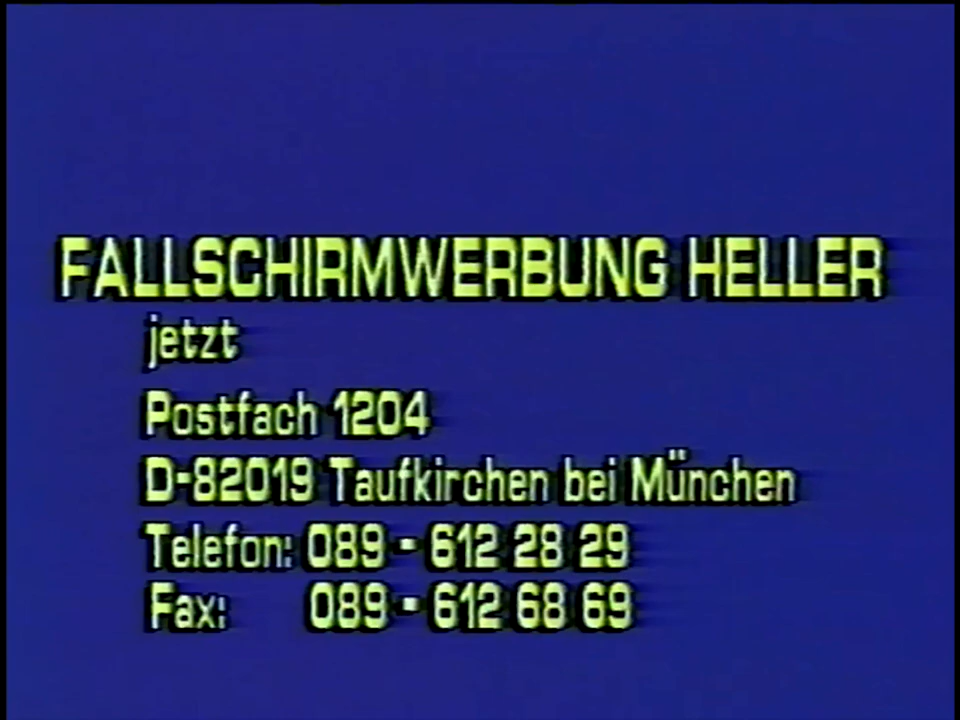 FALLSCHIRMWERBUNG HELLER
jetzt
Postfach 1204
D-82019 Taufkirchen bei München
Telefon: 089 - 612 28 29
Fax: 089 - 612 68 69